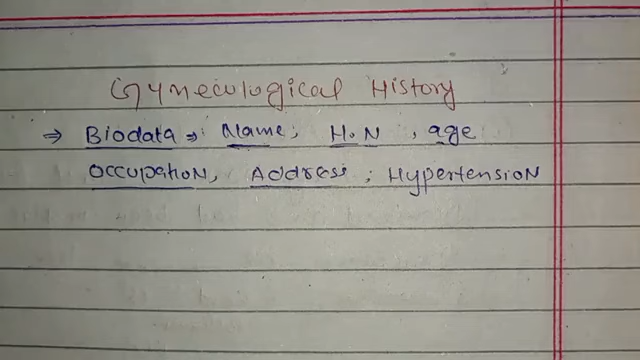 Gynecological History
⇒ Biodata ⇒: Name, H.N, age
Occupation, Address, Hypertension